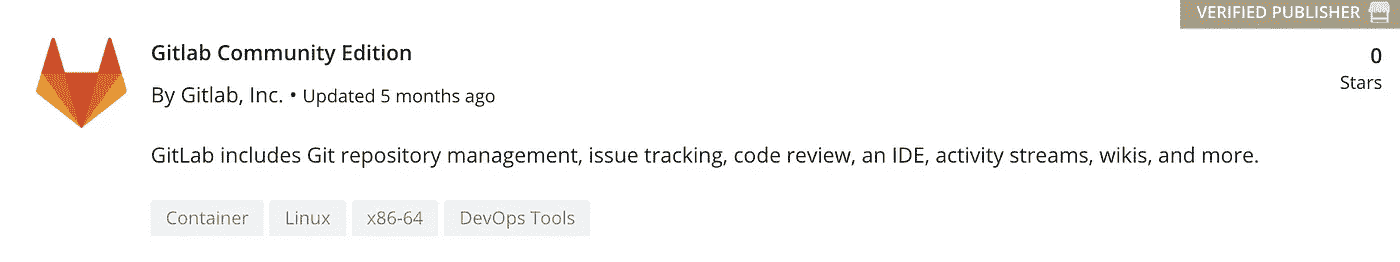 VERIFIED PUBLISHER
Gitlab Community Edition
0
By Gitlab, Inc. • Updated 5 months ago
Stars
GitLab includes Git repository management, issue tracking, code review, an IDE, activity streams, wikis, and more.
Container Linux x86-64 DevOps Tools